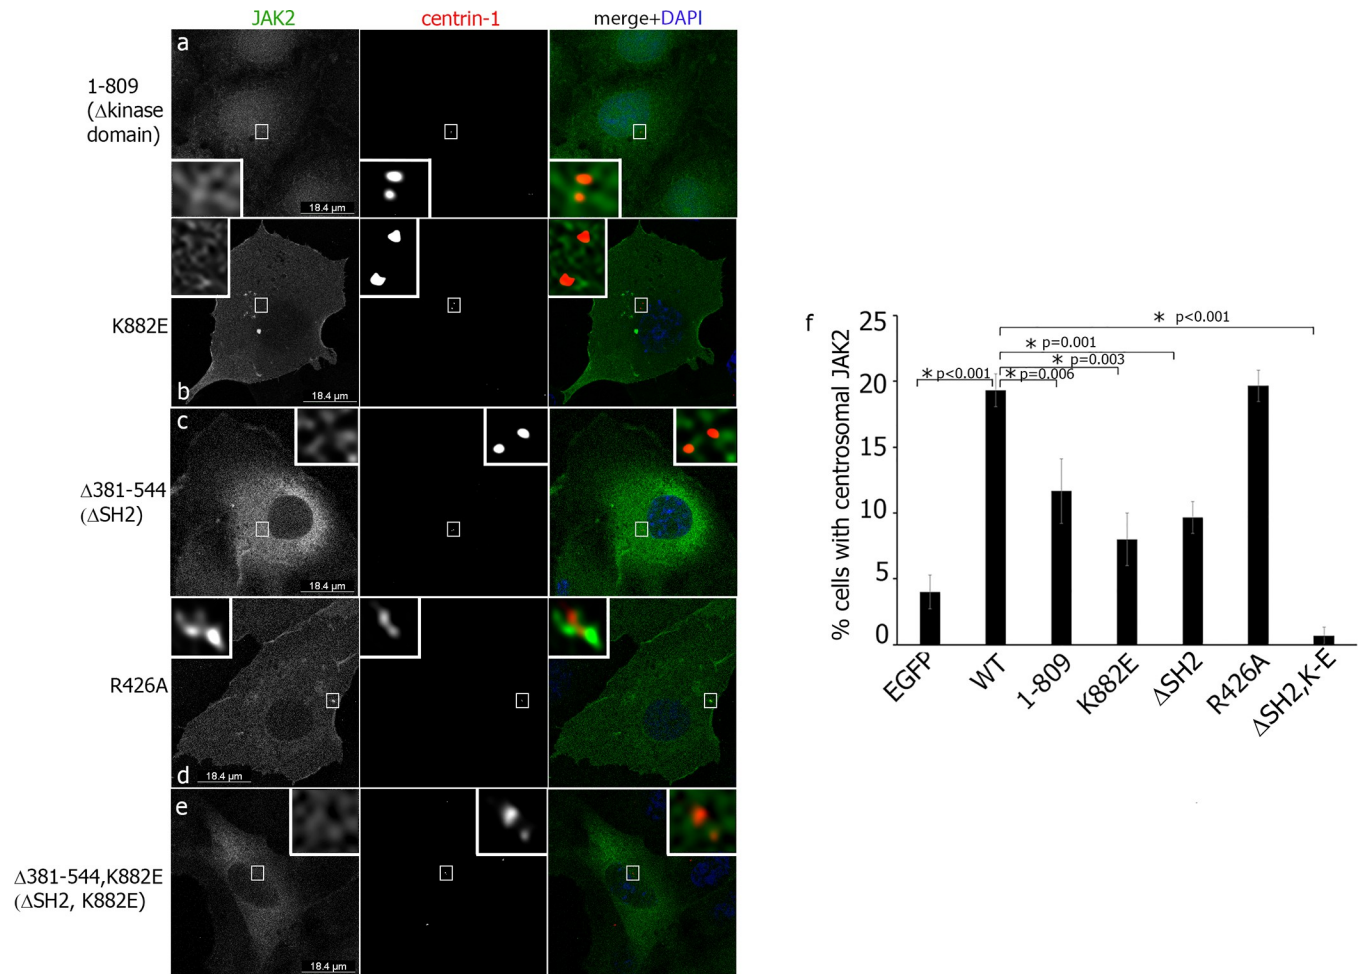 JAK2 centrin-1 merge+DAPI
a
1-809
(Δkinase
domain)
18.4 µm
K882E
b
18.4 µm
c
Δ381-544
(ΔSH2)
18.4 µm
R426A
d
18.4 µm
e
Δ381-544,K882E
(ΔSH2, K882E)
18.4 µm
f
% cells with centrosomal JAK2
25
20
15
10
5
0
* p<0.001
* p=0.001
* p=0.003
* p<0.001 * p=0.006
EGFP WT 1-809 K882E ΔSH2 R426A ΔSH2,K-E